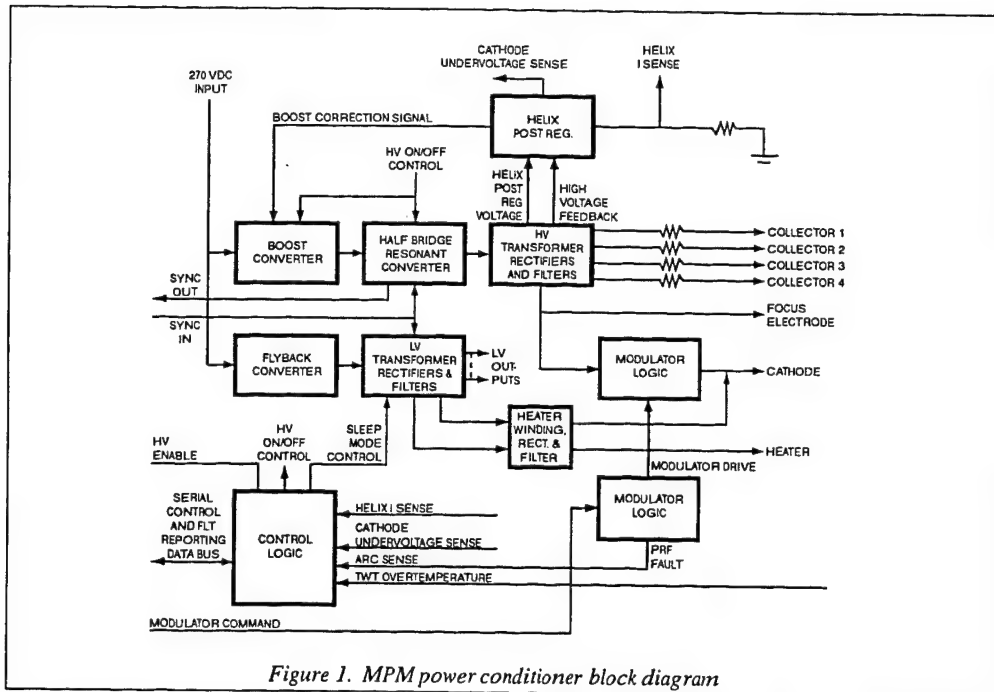 CATHODE
UNDERVOLTAGE SENSE
HELIX
I SENSE
270 VDC
INPUT
BOOST CORRECTION SIGNAL
HELIX
POST REG.
HV ON/OFF
CONTROL
HELIX
POST
REG
VOLTAGE
HIGH
VOLTAGE
FEEDBACK
BOOST
CONVERTER
HALF BRIDGE
RESONANT
CONVERTER
HV
TRANSFORMER
RECTIFIERS
AND FILTERS
COLLECTOR 1
COLLECTOR 2
COLLECTOR 3
COLLECTOR 4
SYNC
OUT
FOCUS
ELECTRODE
SYNC
IN
FLYBACK
CONVERTER
LV
TRANSFORMER
RECTIFIERS &
FILTERS
LV
OUT-
PUTS
MODULATOR
LOGIC
CATHODE
HEATER
WINDING,
RECT. &
FILTER
HEATER
HV
ENABLE
HV
ON/OFF
CONTROL
SLEEP
MODE
CONTROL
MODULATOR DRIVE
SERIAL
CONTROL
AND FLT
REPORTING
DATA BUS
CONTROL
LOGIC
HELIX I SENSE
CATHODE
UNDERVOLTAGE SENSE
ARC SENSE
TWT OVERTEMPERATURE
MODULATOR
LOGIC
PRF
FAULT
MODULATOR COMMAND
Figure 1. MPM power conditioner block diagram